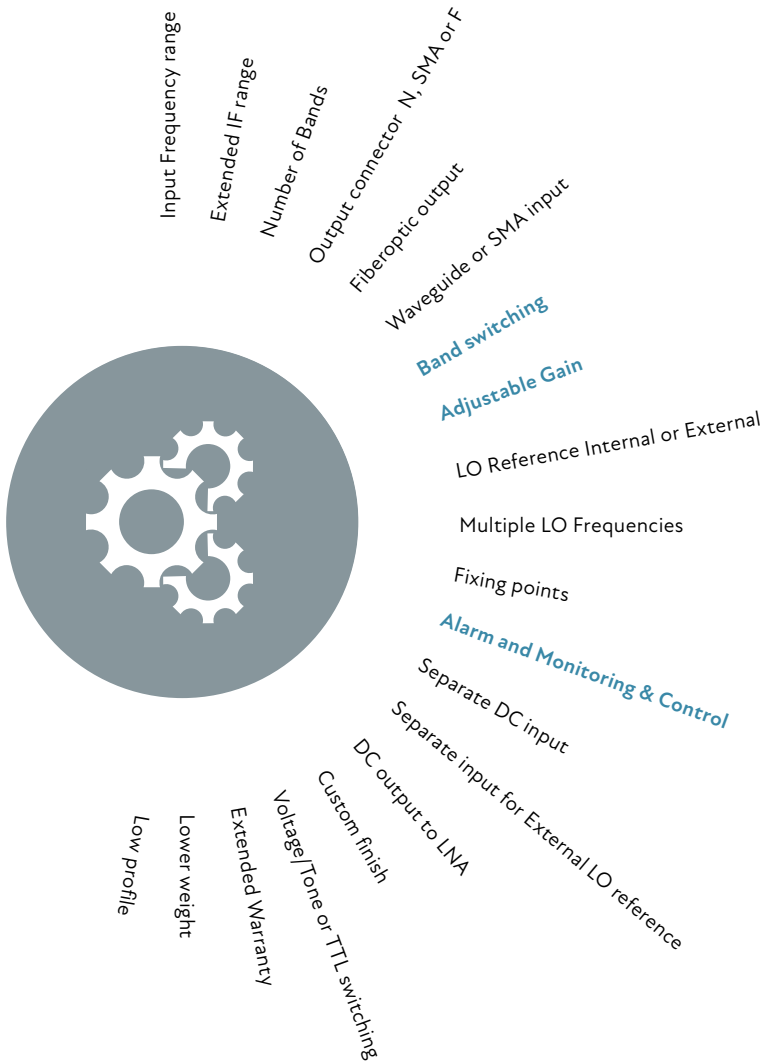 Input Frequency range
Extended IF range
Number of Bands
Output connector N, SMA or F
Fiberoptic output
Waveguide or SMA input
Band switching
Adjustable Gain
LO Reference Internal or External
Multiple LO Frequencies
Fixing points
Alarm and Monitoring & Control
Separate DC input
Separate input for External LO reference
DC output to LNA
Custom finish
Voltage/Tone or TTL switching
Extended Warranty
Lower weight
Low profile